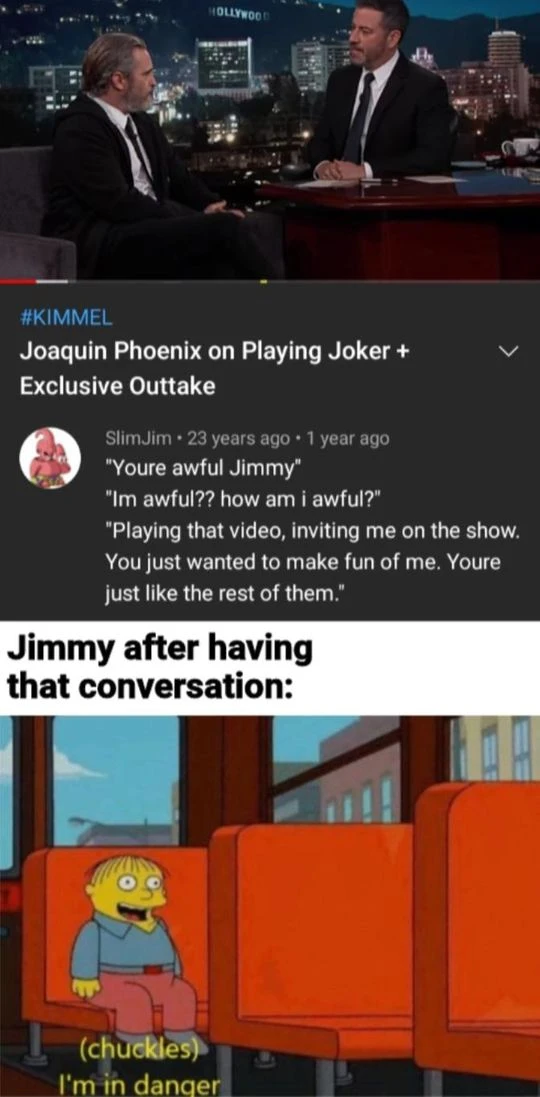 HOLLYWOOD
#KIMMEL
Joaquin Phoenix on Playing Joker +
Exclusive Outtake
SlimJim • 23 years ago • 1 year ago
"Youre awful Jimmy"
"Im awful?? how am i awful?"
"Playing that video, inviting me on the show.
You just wanted to make fun of me. Youre
just like the rest of them."
Jimmy after having
that conversation:
(chuckles)
I'm in danger